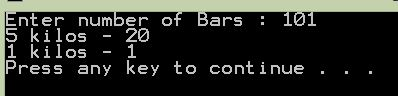 Enter number of Bars : 101
5 kilos - 20
1 kilos - 1
Press any key to continue . . .